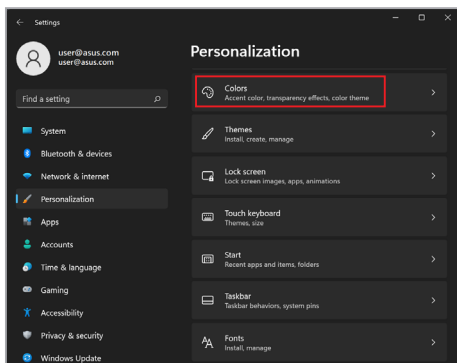 Settings
user@asus.com
user@asus.com
Find a setting
System
Bluetooth & devices
Network & internet
Personalization
Apps
Accounts
Time & language
Gaming
Accessibility
Privacy & security
Windows Update
Personalization
Colors
Accent color, transparency effects, color theme
Themes
Install, create, manage
Lock screen
Lock screen images, apps, animations
Touch keyboard
Themes, size
Start
Recent apps and items, folders
Taskbar
Taskbar behaviors, system pins
Fonts
Install, manage